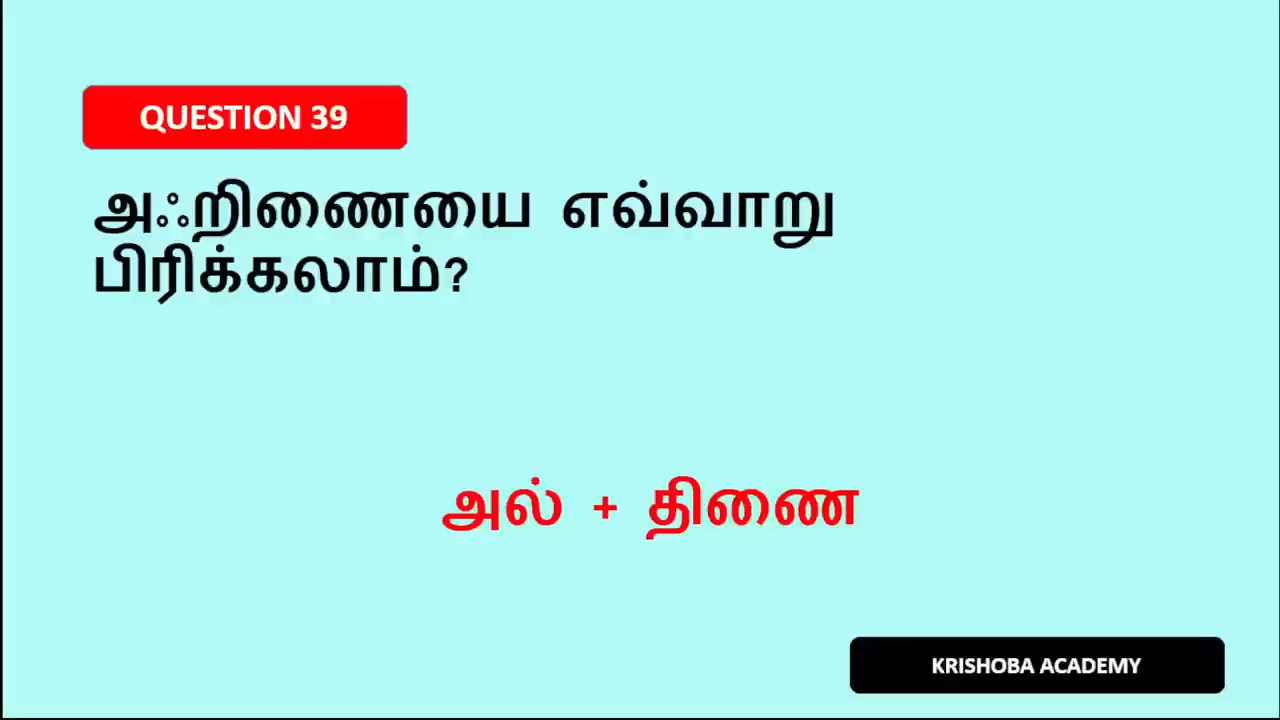 QUESTION 39
அஃறிணையை எவ்வாறு
பிரிக்கலாம்?
அல் + திணை
KRISHOBA ACADEMY